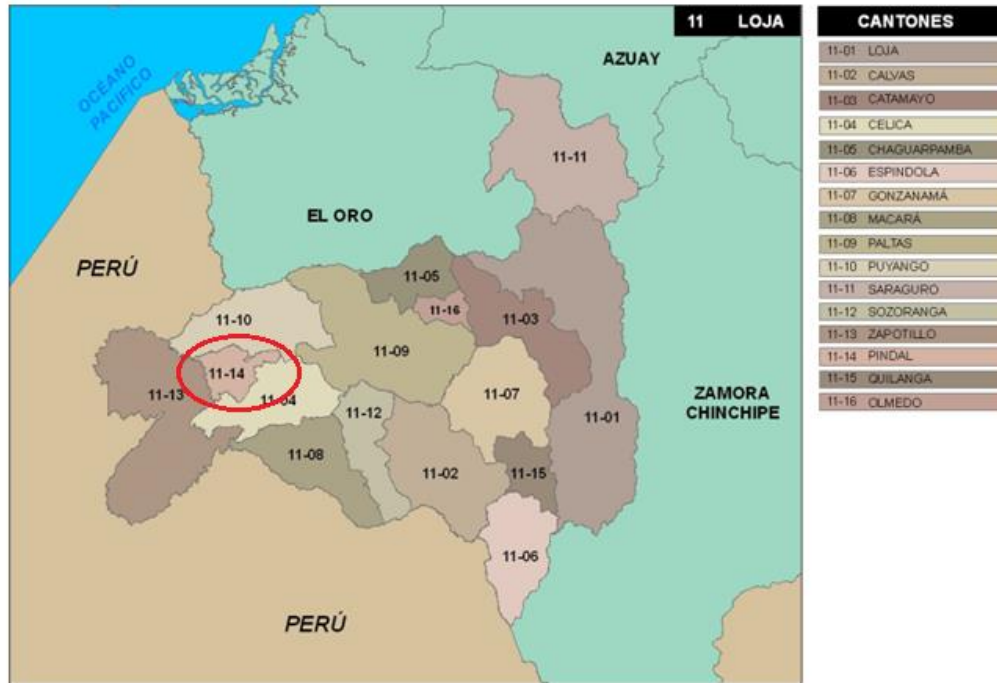 11 LOJA
AZUAY
OCÉANO
PACÍFICO
11-11
EL ORO
PERÚ
11-05
11-16
11-03
11-10
11-09
11-14
11-13
11-04
11-07
11-12
11-01
ZAMORA
CHINCHIPE
11-08
11-02
11-15
11-06
PERÚ
CANTONES
11-01 LOJA
11-02 CALVAS
11-03 CATAMAYO
11-04 CELICA
11-05 CHAGUARPAMBA
11-06 ESPINDOLA
11-07 GONZANAMÁ
11-08 MACARÁ
11-09 PALTAS
11-10 PUYANGO
11-11 SARAGURO
11-12 SOZORANGA
11-13 ZAPOTILLO
11-14 PINDAL
11-15 QUILANGA
11-16 OLMEDO